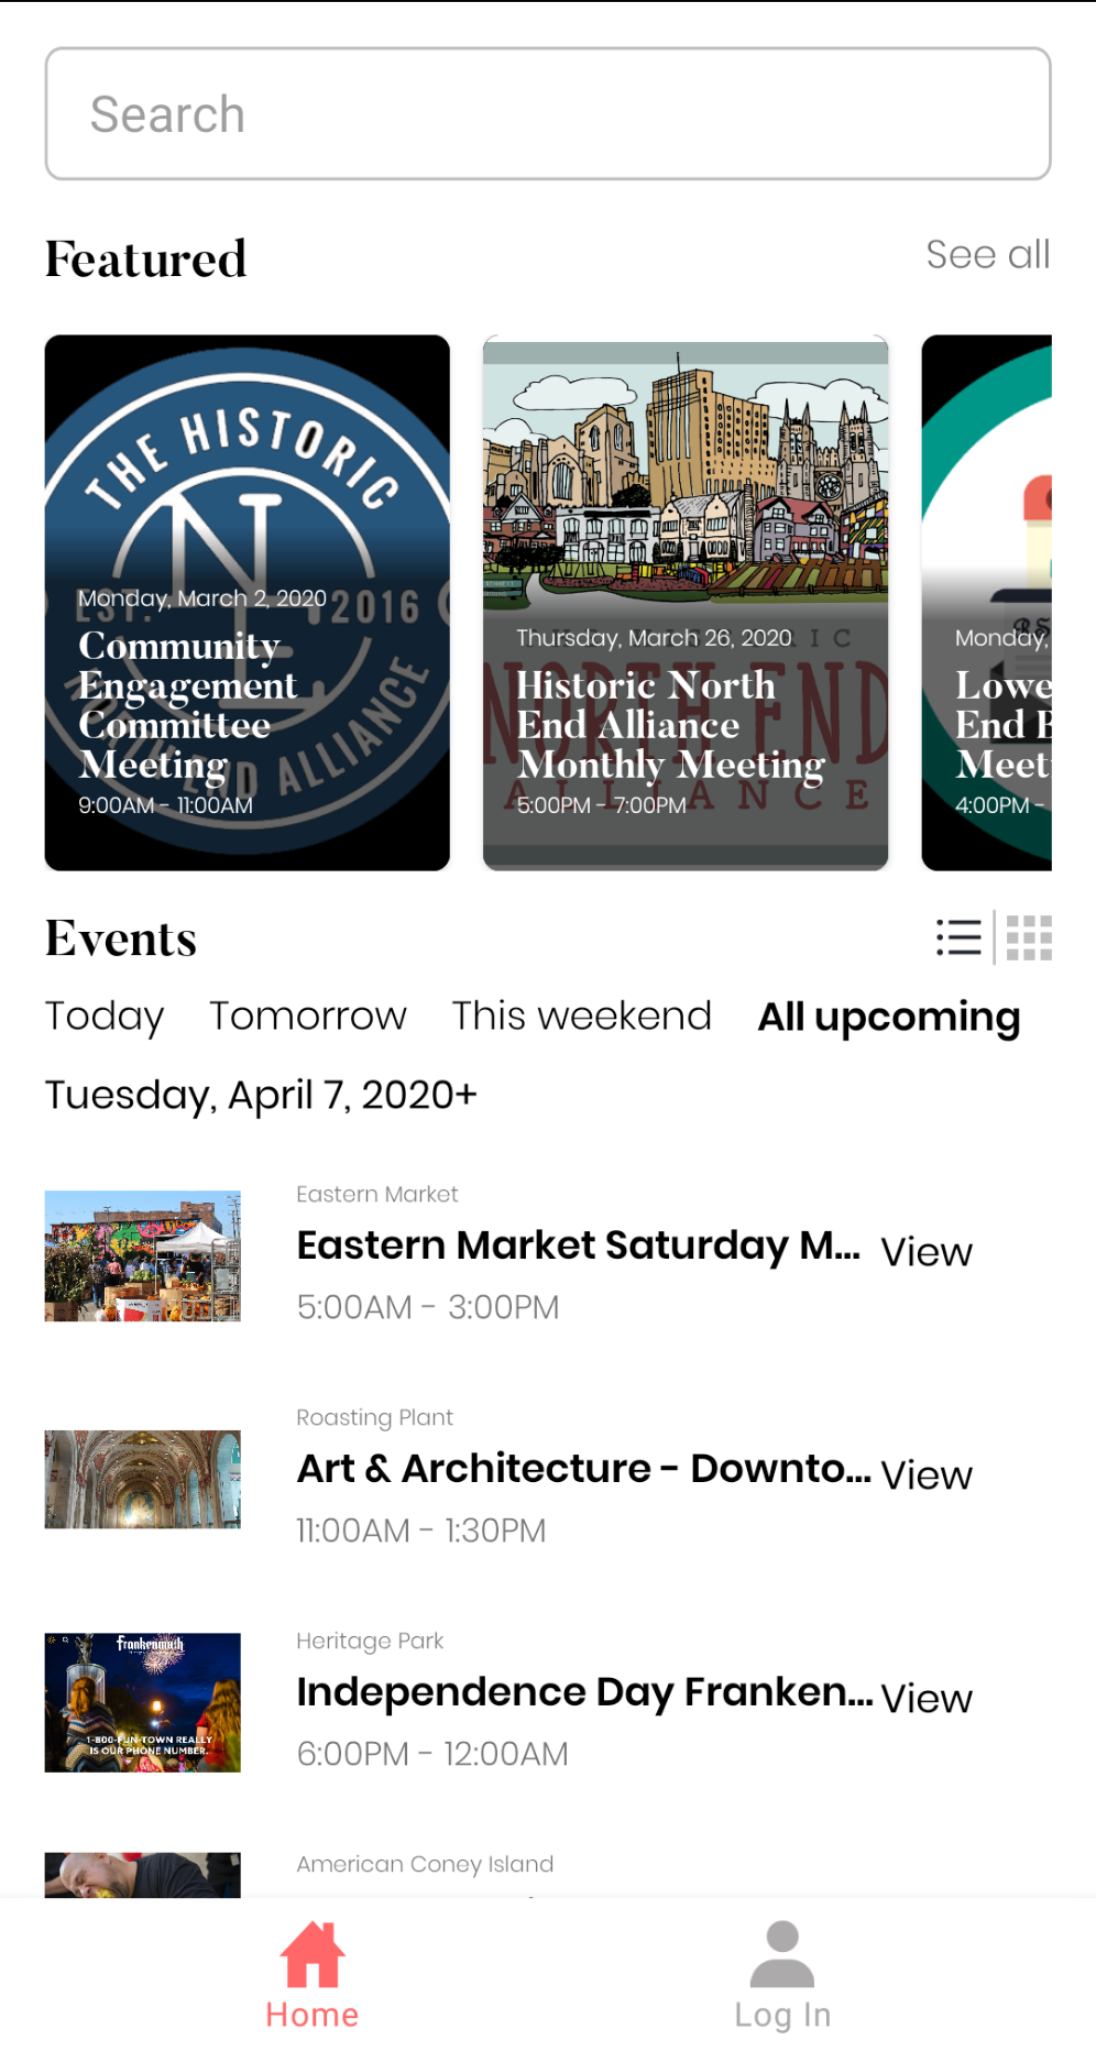 Search
Featured
See all
THE HISTORIC
EST. 2016
NORTH END ALLIANCE
Monday, March 2, 2020
Community
Engagement
Committee
Meeting
9:00AM - 11:00AM
NORTH END
ALLIANCE
Thursday, March 26, 2020
Historic North
End Alliance
Monthly Meeting
5:00PM - 7:00PM
Monday,
Lowe
End B
Meet
4:00PM -
Events
Today Tomorrow This weekend All upcoming
Tuesday, April 7, 2020+
Eastern Market
Eastern Market Saturday M...
View
5:00AM - 3:00PM
Roasting Plant
Art & Architecture - Downto...
View
11:00AM - 1:30PM
frankenmuth
1-800-FUN-TOWN REALLY
IS OUR PHONE NUMBER.
Heritage Park
Independence Day Franken...
View
6:00PM - 12:00AM
American Coney Island
Home
Log In